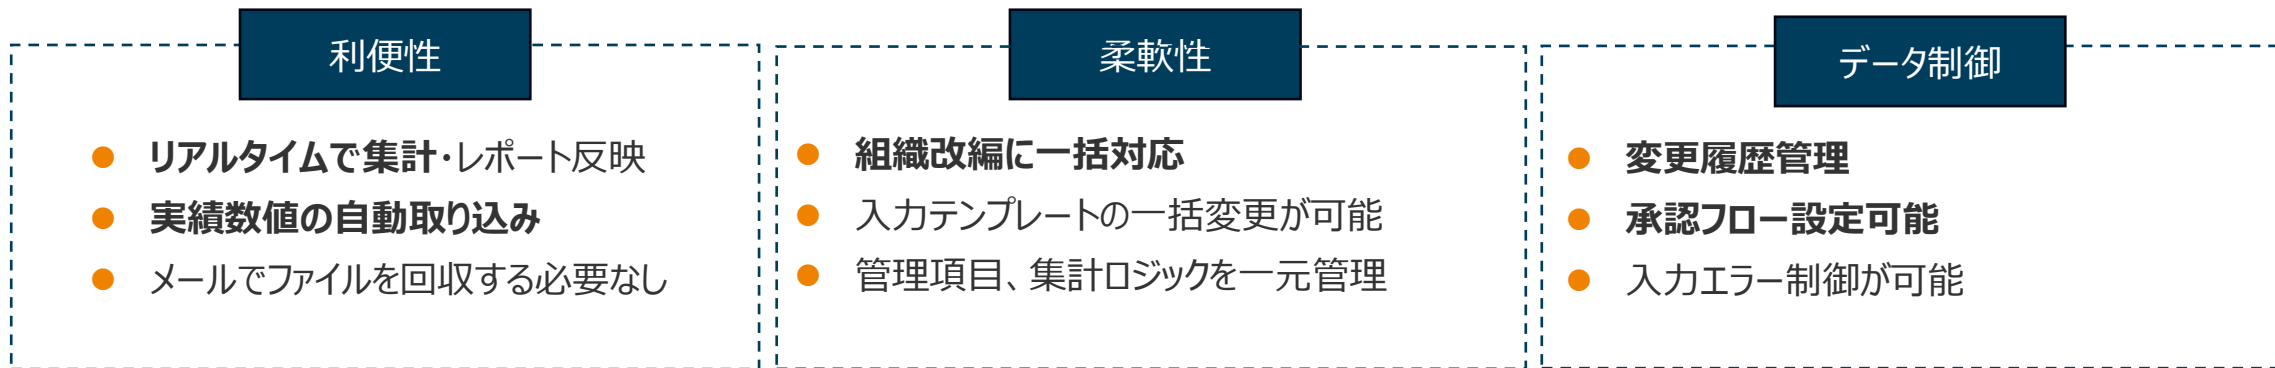 利便性
リアルタイムで集計・レポート反映
実績数値の自動取り込み
メールでファイルを回収する必要なし
柔軟性
組織改編に一括対応
入力テンプレートの一括変更が可能
管理項目、集計ロジックを一元管理
データ制御
変更履歴管理
承認フロー設定可能
入力エラー制御が可能